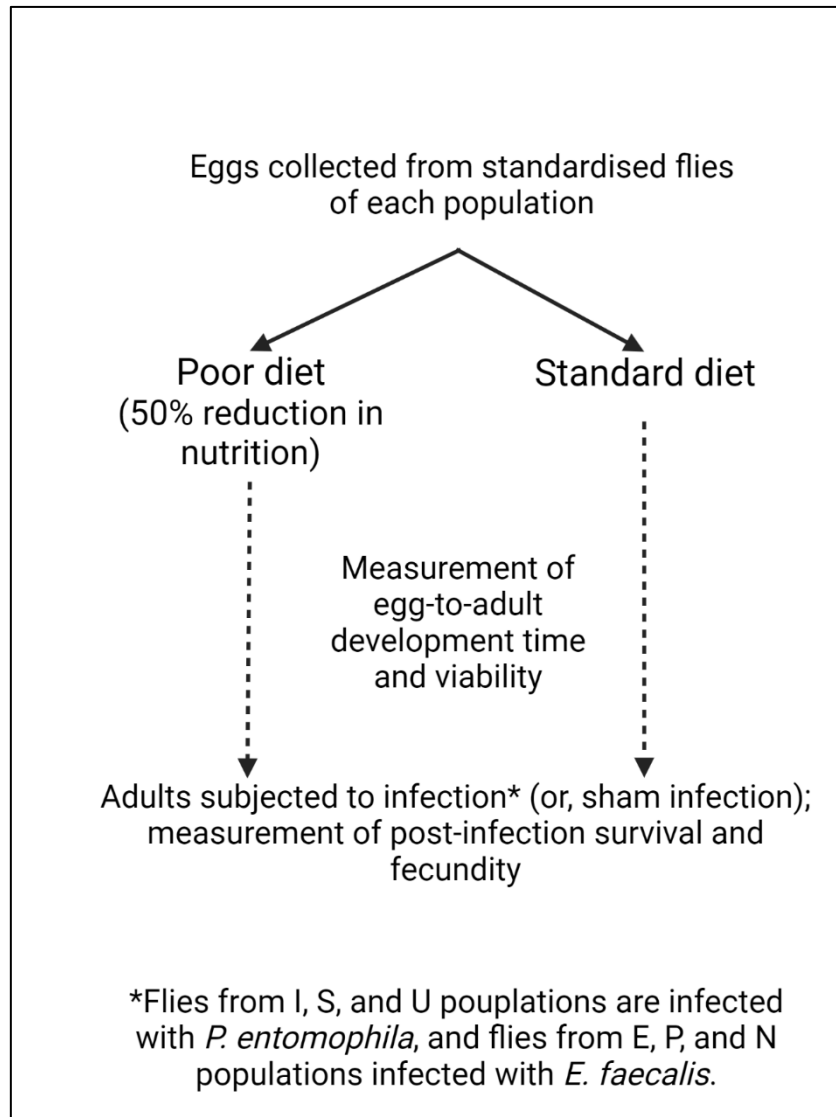 Eggs collected from standardised flies
of each population
Poor diet
(50% reduction in
nutrition)
Standard diet
Measurement of
egg-to-adult
development time
and viability
Adults subjected to infection* (or, sham infection);
measurement of post-infection survival and
fecundity
*Flies from I, S, and U pouplations are infected
with P. entomophila, and flies from E, P, and N
populations infected with E. faecalis.